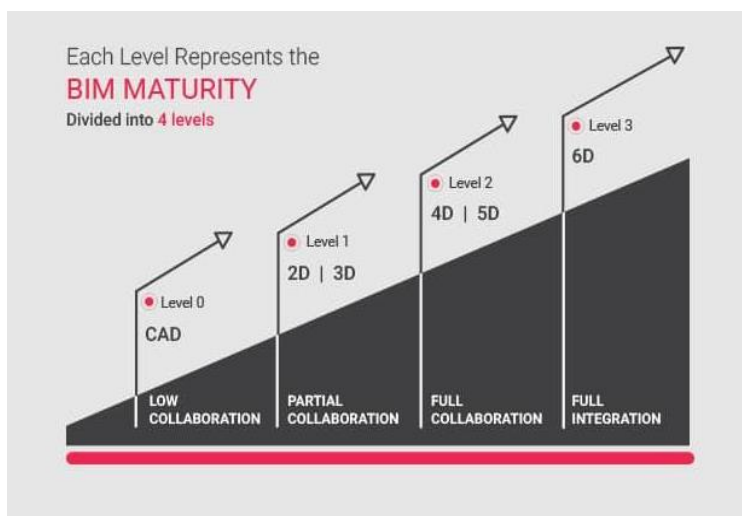 Each Level Represents the
BIM MATURITY
Divided into 4 levels
Level 0
CAD
LOW
COLLABORATION
Level 1
2D | 3D
PARTIAL
COLLABORATION
Level 2
4D | 5D
FULL
COLLABORATION
Level 3
6D
FULL
INTEGRATION